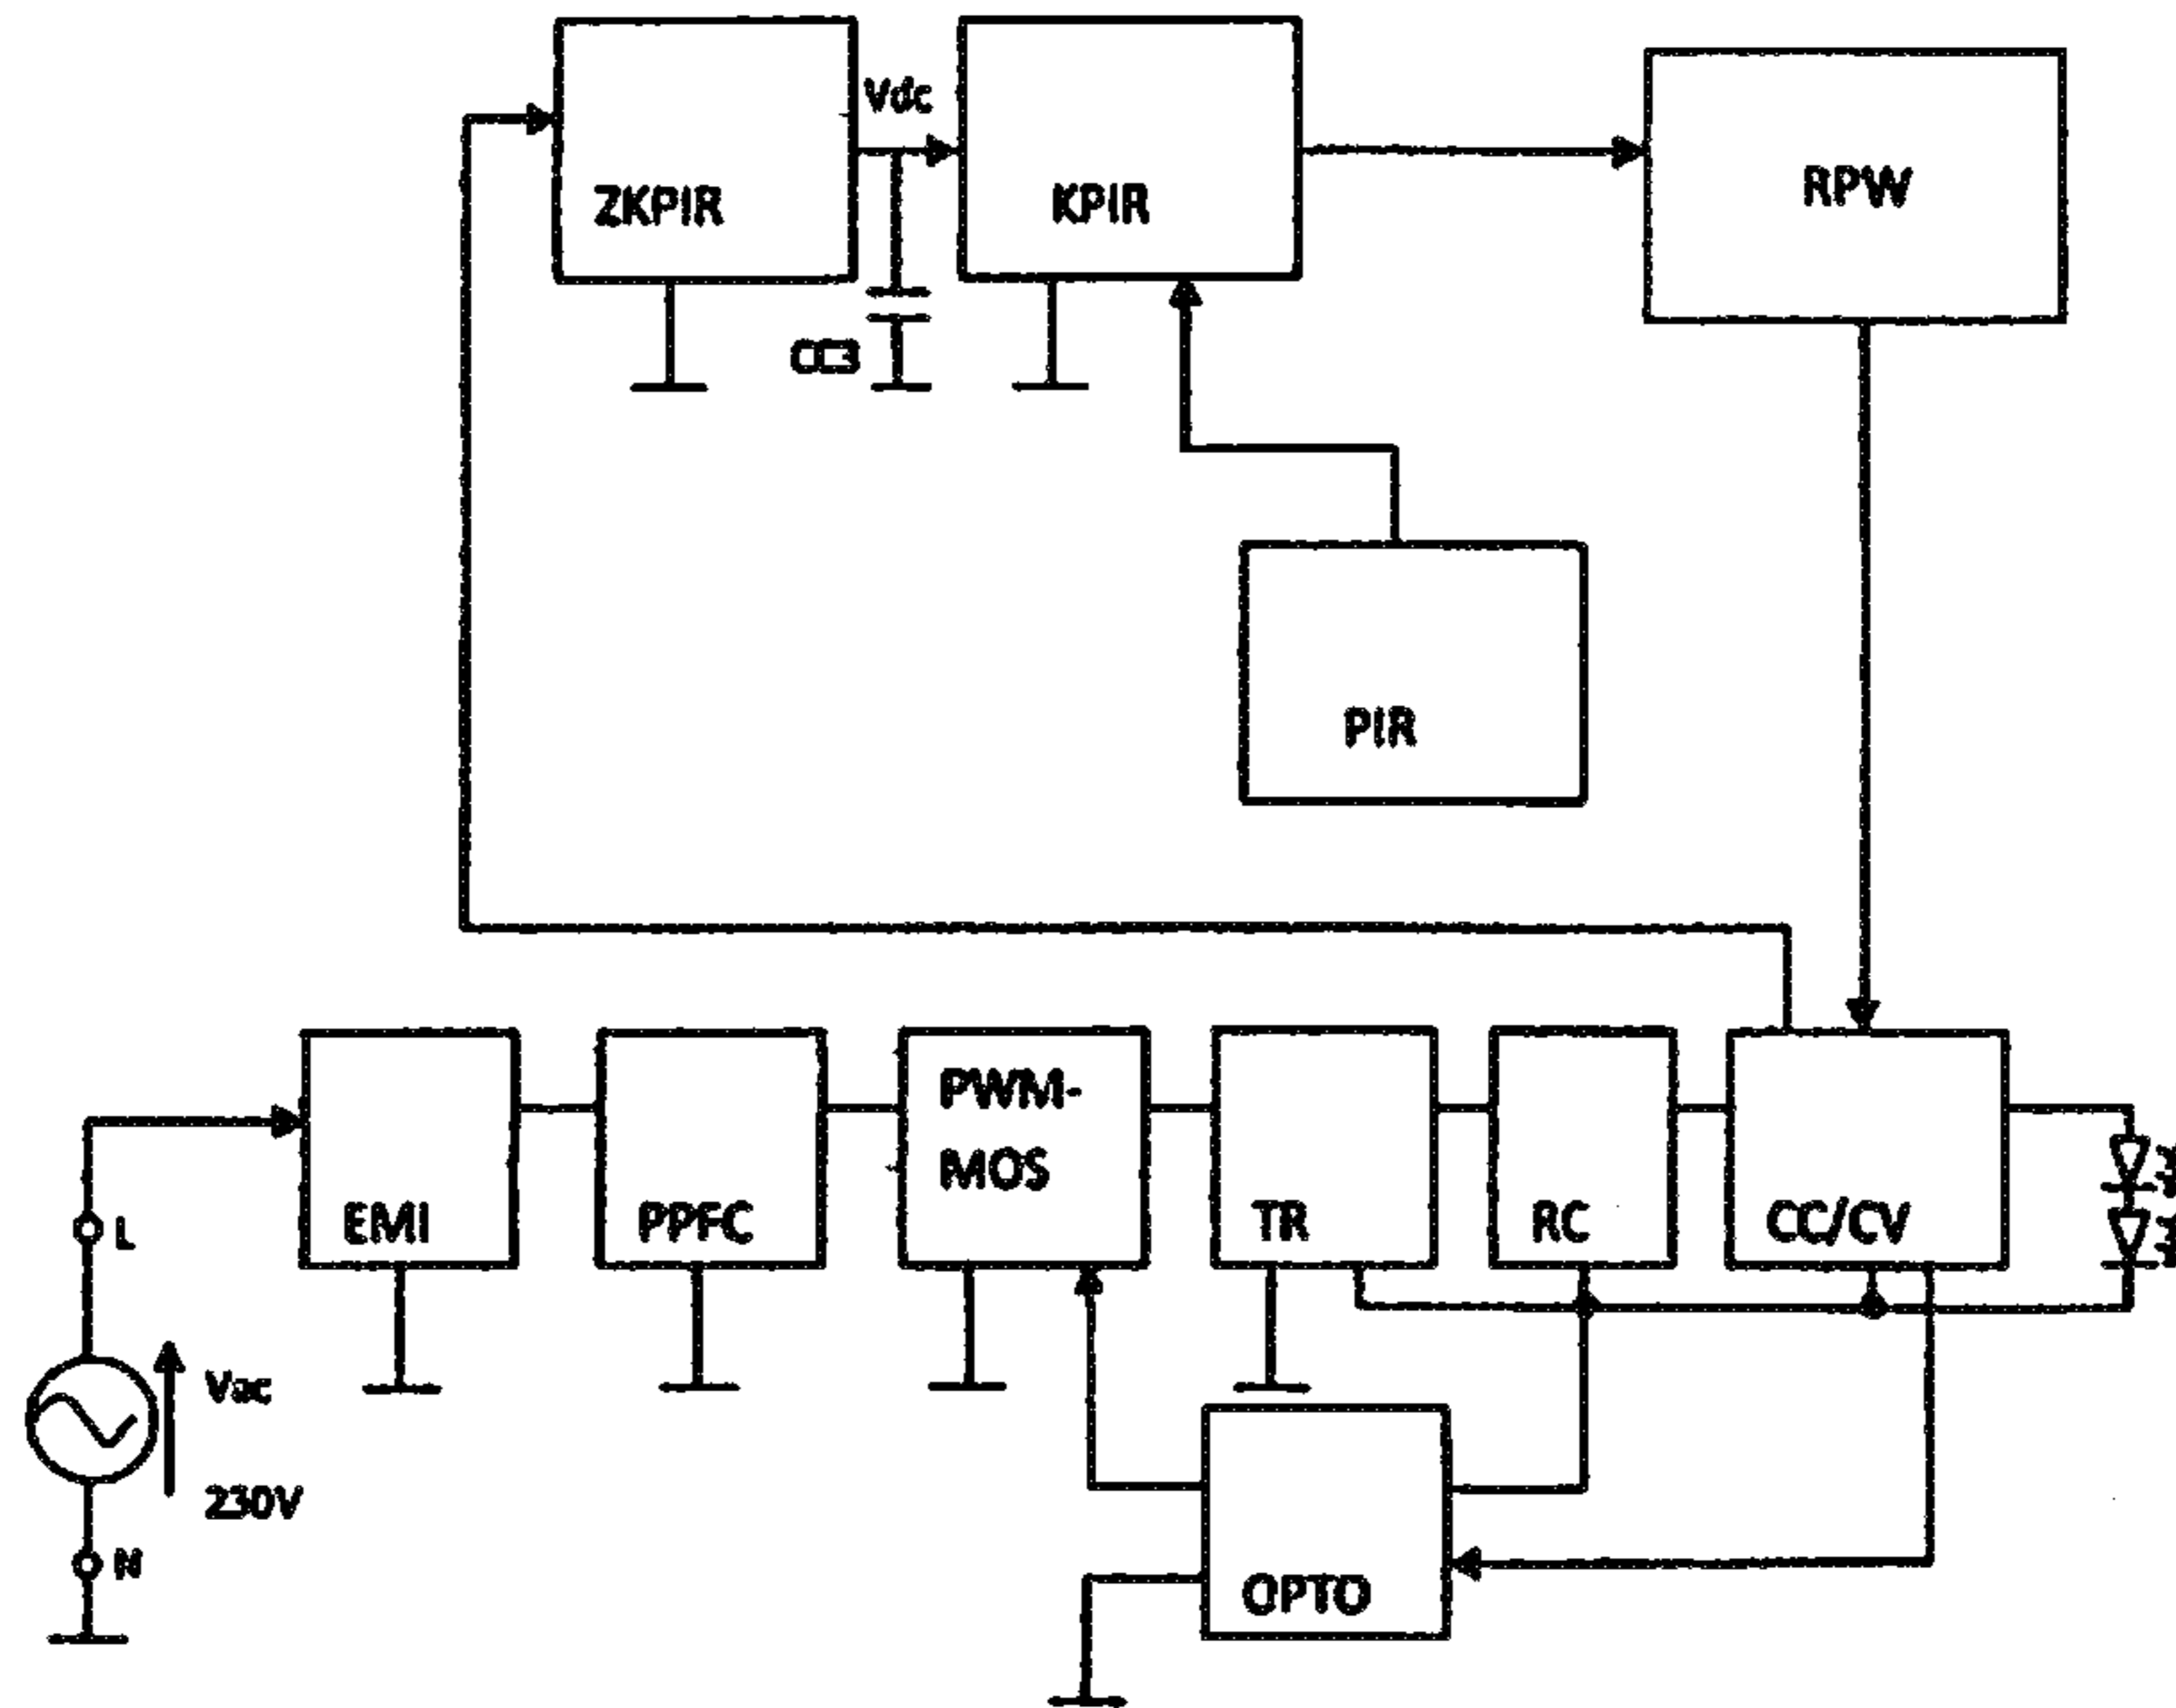 Vdc
ZKPIR
KPIR
RPW
CC3
PIR
PWM-
MOS
EMI
PPFC
TR
RC
CC/CV
L
Vac
230V
N
OPTO